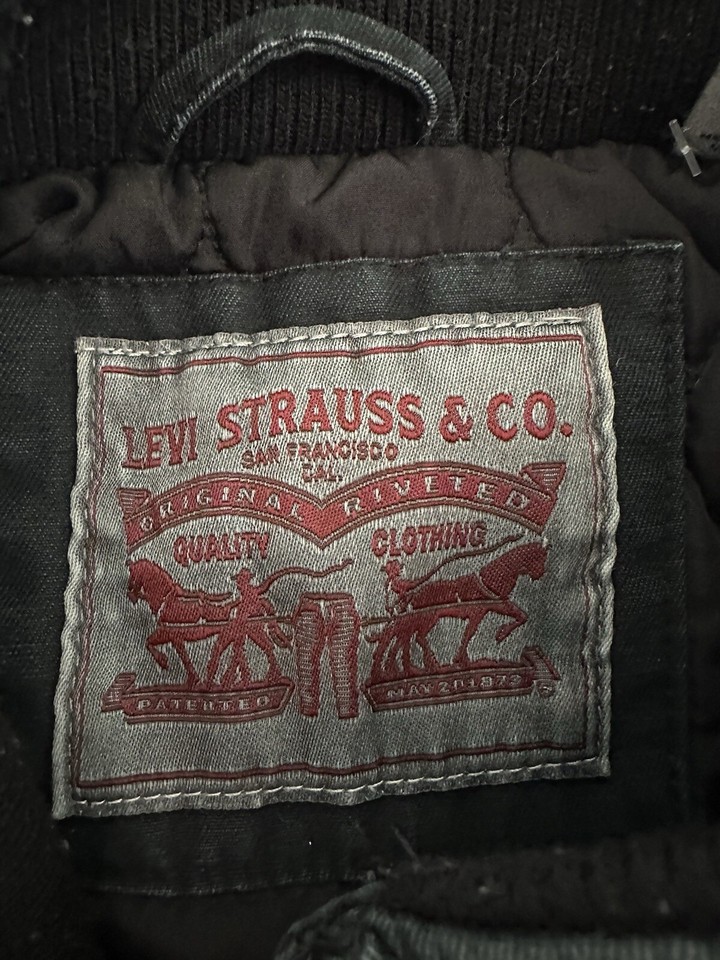 LEVI STRAUSS & CO.
SAN FRANCISCO
CAL.
ORIGINAL RIVETED
QUALITY CLOTHING
PATENTED MAY 20 1873